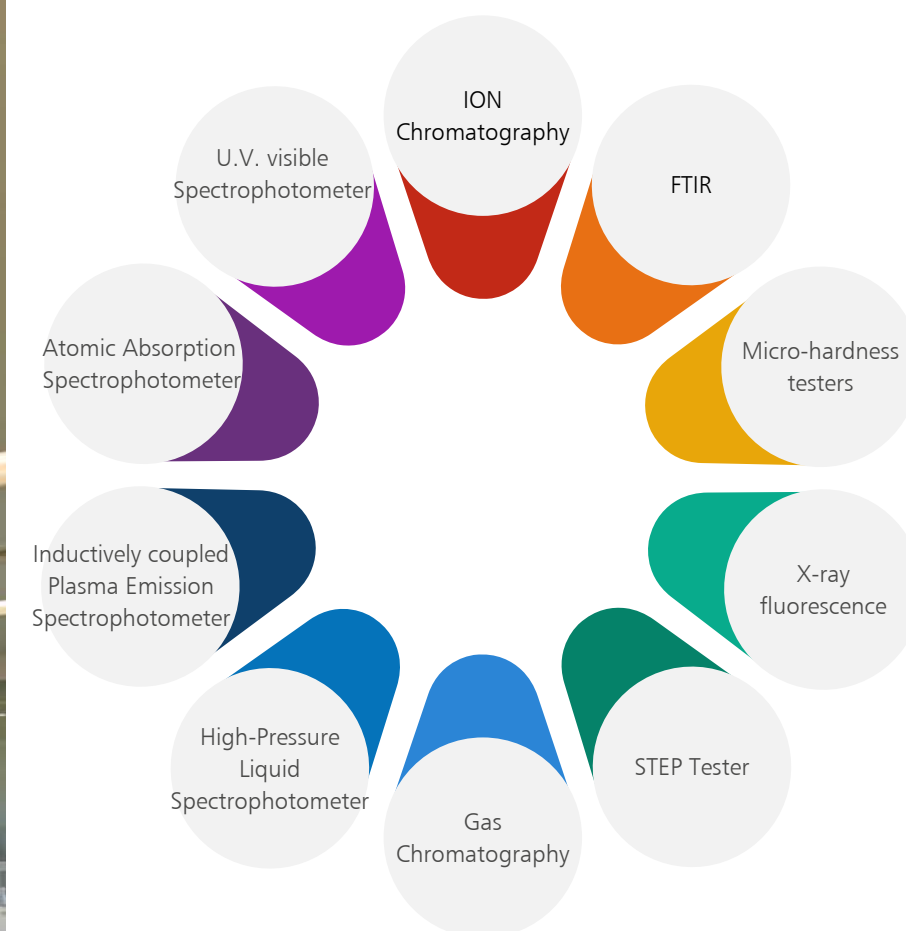 ION
Chromatography
FTIR
Micro-hardness
testers
X-ray
fluorescence
STEP Tester
Gas
Chromatography
High-Pressure
Liquid
Spectrophotometer
Inductively coupled
Plasma Emission
Spectrophotometer
Atomic Absorption
Spectrophotometer
U.V. visible
Spectrophotometer